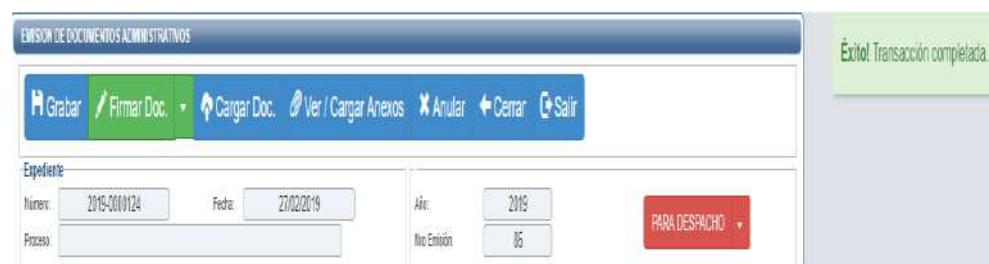 EMISION DE DOCUMENTOS ADMINISTRATIVOS
Éxito! Transacción completada.
Grabar Firmar Doc. Cargar Doc. Ver / Cargar Anexos Anular Cerrar Salir
Expediente
Número: 2019-0000124 Fecha: 27/02/2019 Año: 2019
PARA DESPACHO
Proceso: Nro Emisión: 05